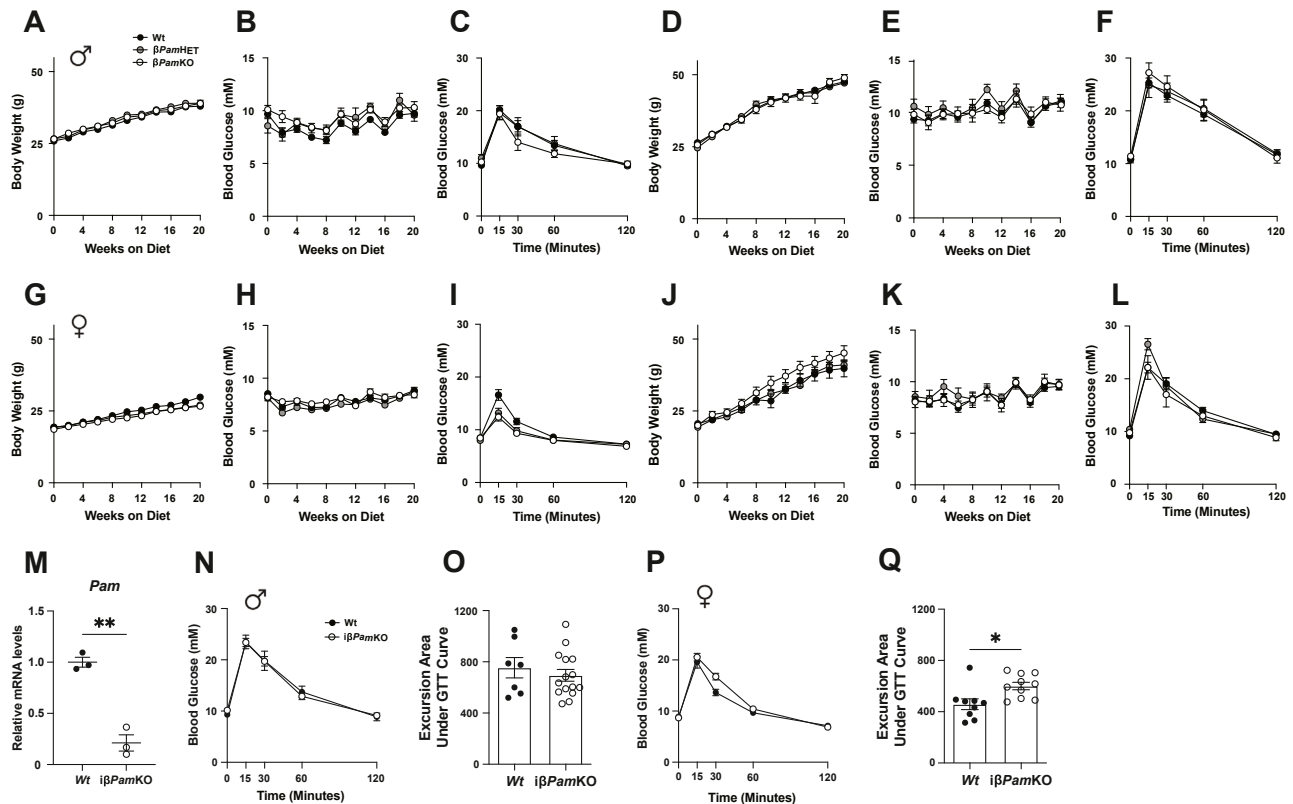 A
B
C
D
E
F
♂
Wt
βPamHET
βPamKO
Body Weight (g)
50
25
0
0 4 8 12 16 20
Weeks on Diet
Blood Glucose (mM)
15
10
5
0
0 4 8 12 16 20
Weeks on Diet
Blood Glucose (mM)
30
20
10
0
0 15 30 60 120
Time (Minutes)
Body Weight (g)
50
25
0
0 4 8 12 16 20
Weeks on Diet
Blood Glucose (mM)
15
10
5
0
0 4 8 12 16 20
Weeks on Diet
Blood Glucose (mM)
30
20
10
0
0 15 30 60 120
Time (Minutes)
G
H
I
J
K
L
♀
Body Weight (g)
50
25
0
0 4 8 12 16 20
Weeks on Diet
Blood Glucose (mM)
15
10
5
0
0 4 8 12 16 20
Weeks on Diet
Blood Glucose (mM)
30
20
10
0
0 15 30 60 120
Time (Minutes)
Body Weight (g)
50
25
0
0 4 8 12 16 20
Weeks on Diet
Blood Glucose (mM)
15
10
5
0
0 4 8 12 16 20
Weeks on Diet
Blood Glucose (mM)
30
20
10
0
0 15 30 60 120
Time (Minutes)
M
N
O
P
Q
Pam
**
Relative mRNA levels
1.5
1.0
0.5
0
Wt iβPamKO
♂
Wt
iβPamKO
Blood Glucose (mM)
30
20
10
0
0 15 30 60 120
Time (Minutes)
Excursion Area
Under GTT Curve
1200
800
400
0
Wt iβPamKO
♀
Blood Glucose (mM)
30
20
10
0
0 15 30 60 120
Time (Minutes)
*
Excursion Area
Under GTT Curve
1200
800
400
0
Wt iβPamKO